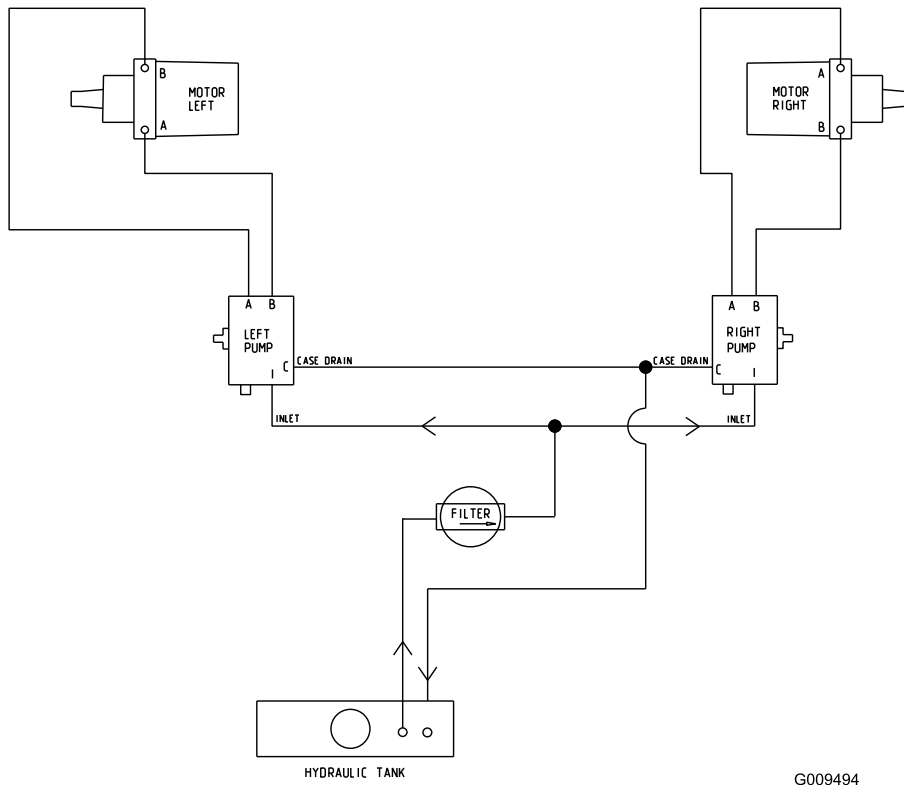 B
MOTOR
LEFT
A
A
MOTOR
RIGHT
B
A B
LEFT
PUMP
C
I
CASE DRAIN
INLET
A B
RIGHT
PUMP
CASE DRAIN
C
I
INLET
FILTER
HYDRAULIC TANK
G009494